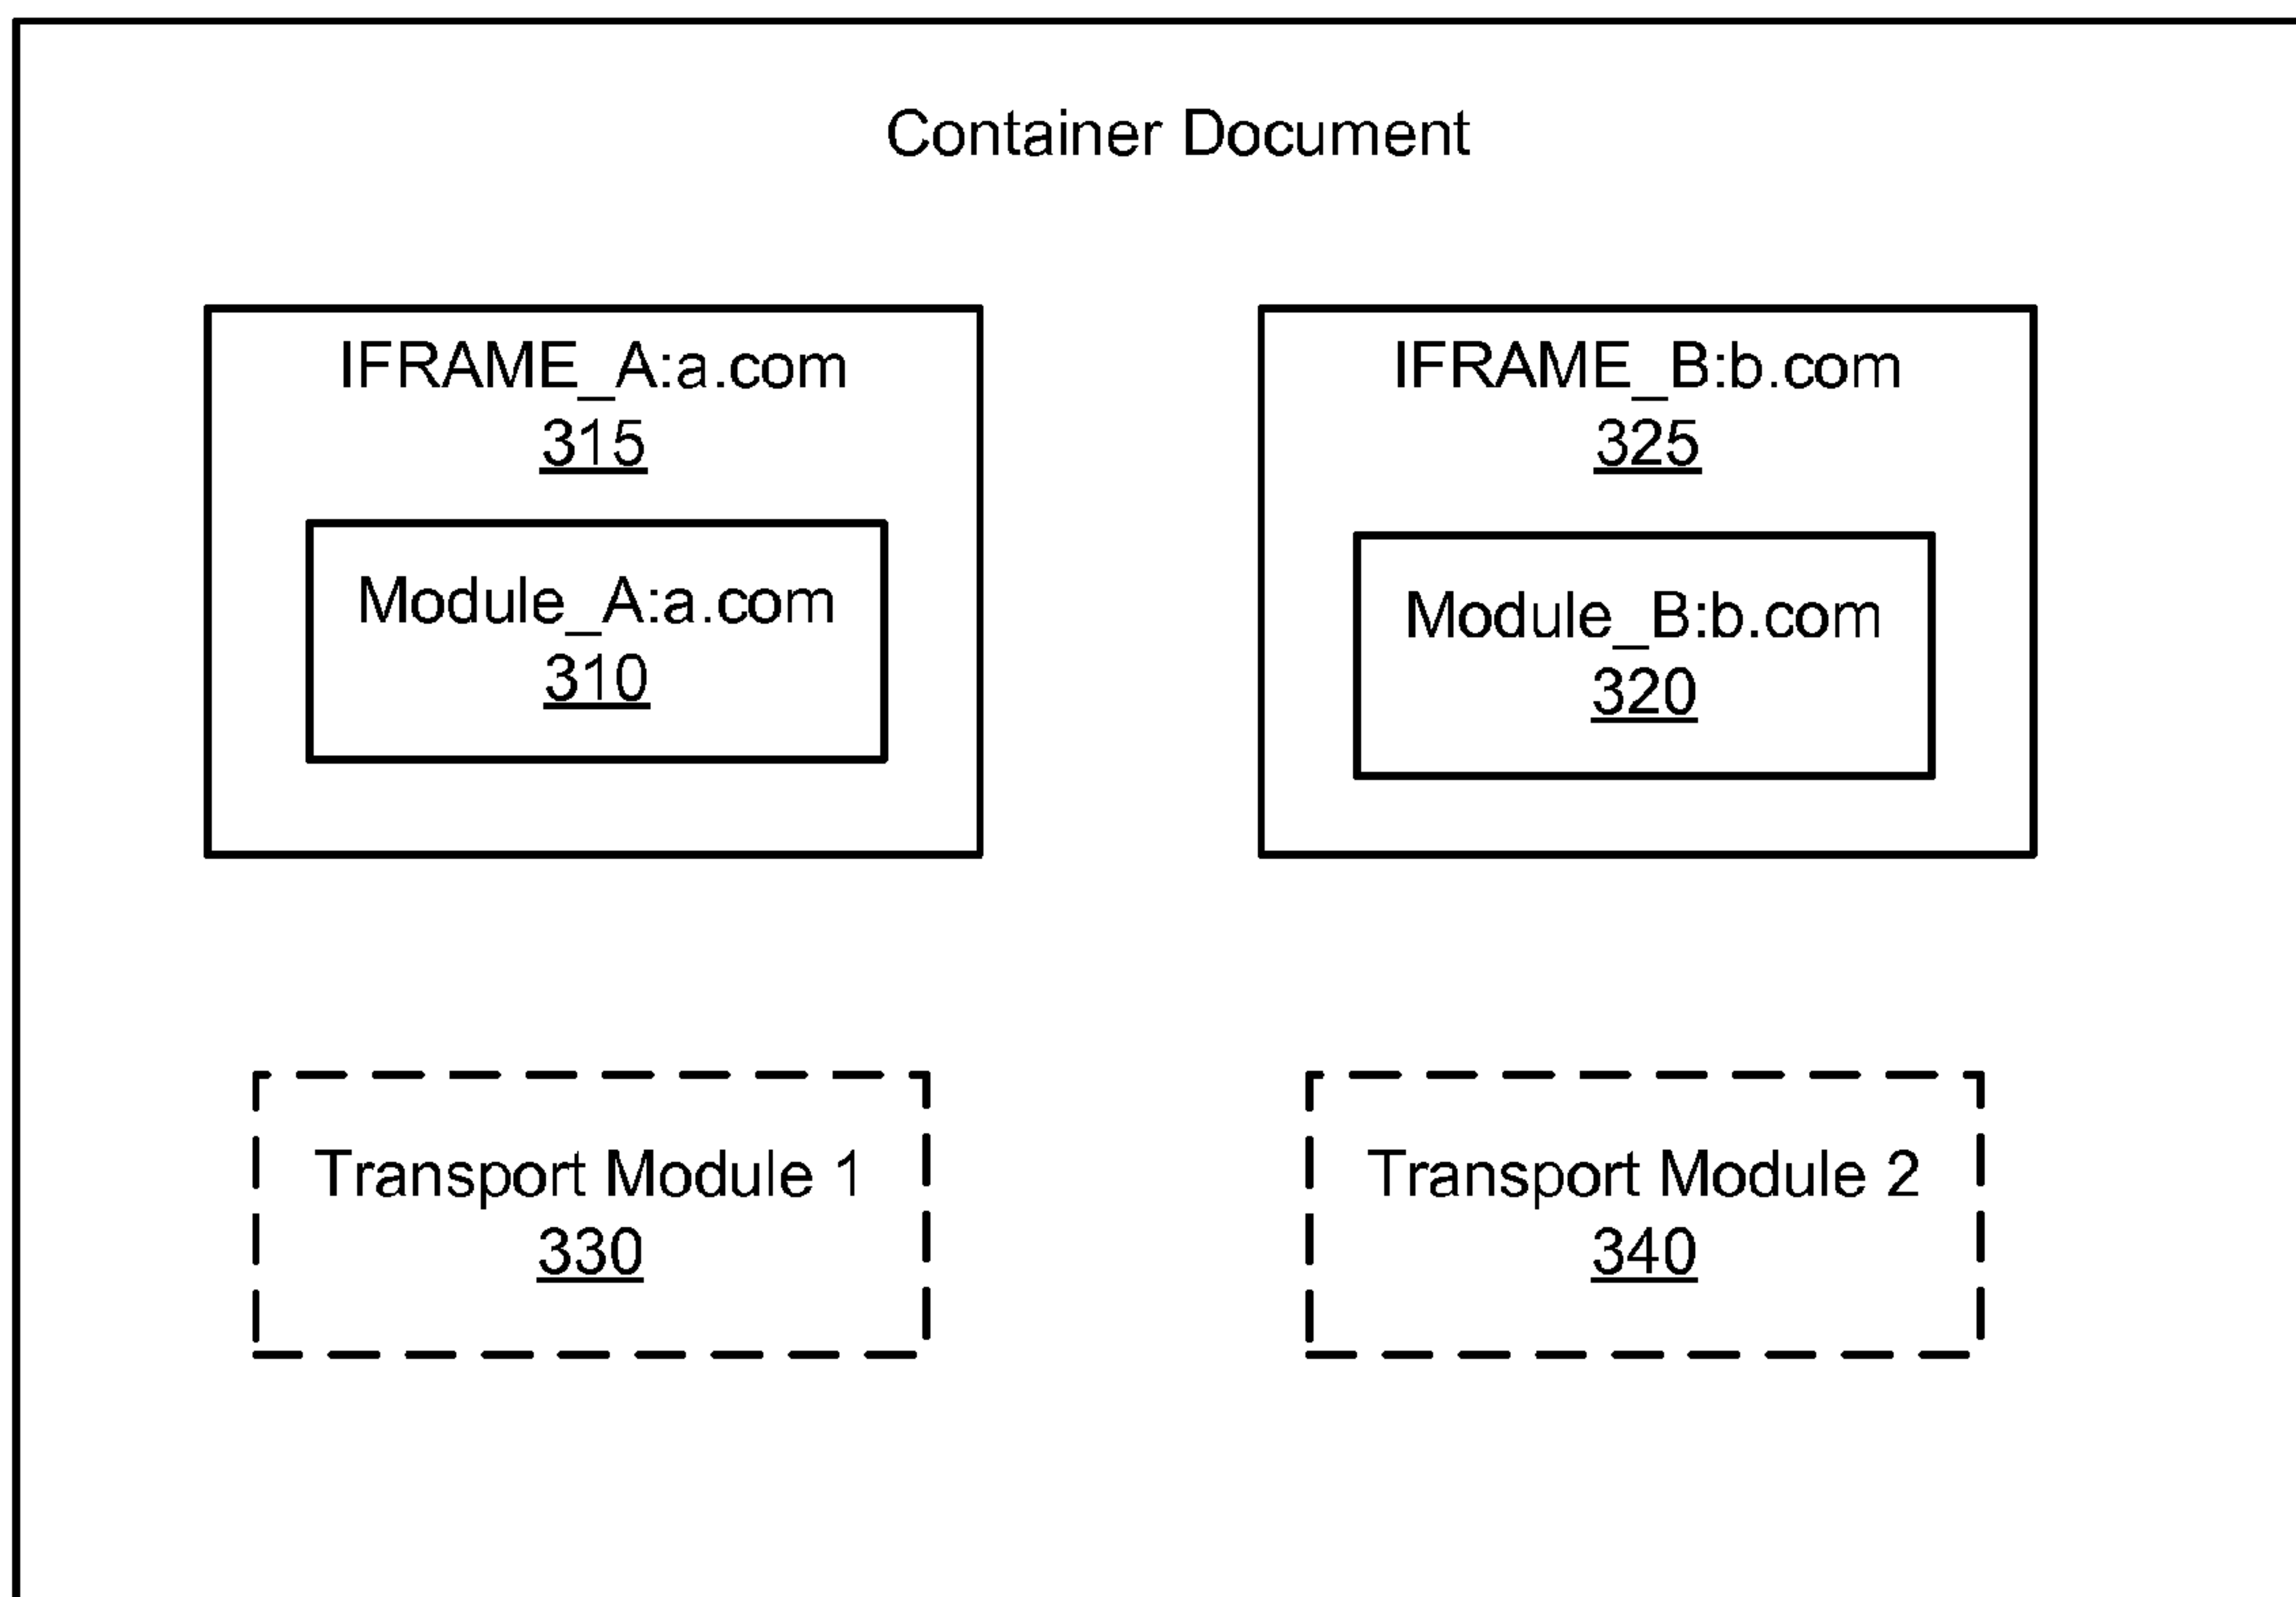 Container Document
IFRAME_A:a.com
315
Module_A:a.com
310
IFRAME_B:b.com
325
Module_B:b.com
320
Transport Module 1
330
Transport Module 2
340